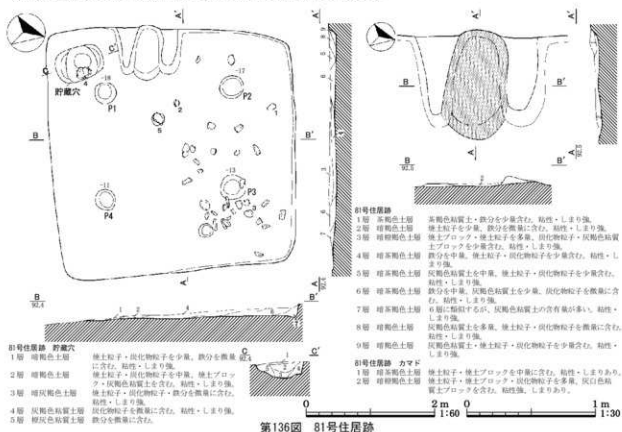 A'
A'
貯蔵穴
-18
P1
-17
P2
B
B'
-11
P4
-13
P3
B
B'
B
92.5
B'
A
A
81号住居跡
1層 茶褐色土層 茶褐色粘質土・鉄分を少量含む。粘性・しまり強。
2層 暗褐色土層 焼土粒子を少量、鉄分を微量に含む。粘性・しまり強。
3層 暗褐色土層 焼土ブロック・焼土粒子を多量、炭化物粒子・灰褐色粘質
土ブロックを少量含む。粘性・しまり強。
4層 暗茶褐色土層 鉄分を中量、焼土粒子・炭化物粒子を少量含む。粘性・し
まり強。
5層 暗茶褐色土層 灰褐色粘質土を中量、焼土粒子・炭化物粒子を少量含む。
粘性・しまり強。
6層 暗茶褐色土層 鉄分を中量、灰褐色粘質土を少量、炭化物粒子を微量に含
む。粘性・しまり強。
7層 暗茶褐色土層 6層に類似するが、灰褐色粘質土の含有量が多い。粘性・
しまり強。
8層 暗褐色土層 灰褐色粘質土を多量、焼土粒子・炭化物粒子を微量に含む。
粘性・しまり強。
9層 暗褐色土層 灰褐色粘質土・焼土粒子・炭化物粒子を少量含む。粘性・
しまり強。
81号住居跡 カマド
1層 暗茶褐色土層 焼土粒子・焼土ブロックを中量に含む。粘性・しまりあり。
2層 焼土粒子・焼土ブロック・炭化物粒子を多量、灰白色粘
質土ブロックを含む。粘性強、しまりあり。
B
92.4
B'
81号住居跡 貯蔵穴
1層 暗褐色土層 焼土粒子・炭化物粒子を少量、鉄分を微量
に含む。粘性・しまり強。
2層 暗褐色土層 焼土粒子・炭化物粒子を中量、焼土ブロッ
ク・灰褐色粘質土を含む。粘性・しまり強。
3層 暗灰褐色土層 焼土粒子・炭化物粒子・鉄分を微量に含む。
粘性・しまり強。
4層 灰褐色粘質土層 炭化物粒子を微量に含む。粘性・しまり強。
5層 橙灰色粘質土層 鉄分を微量に含む。
C
92.4
C'
0 2m
1:60
0 1m
1:30
第136図 81号住居跡